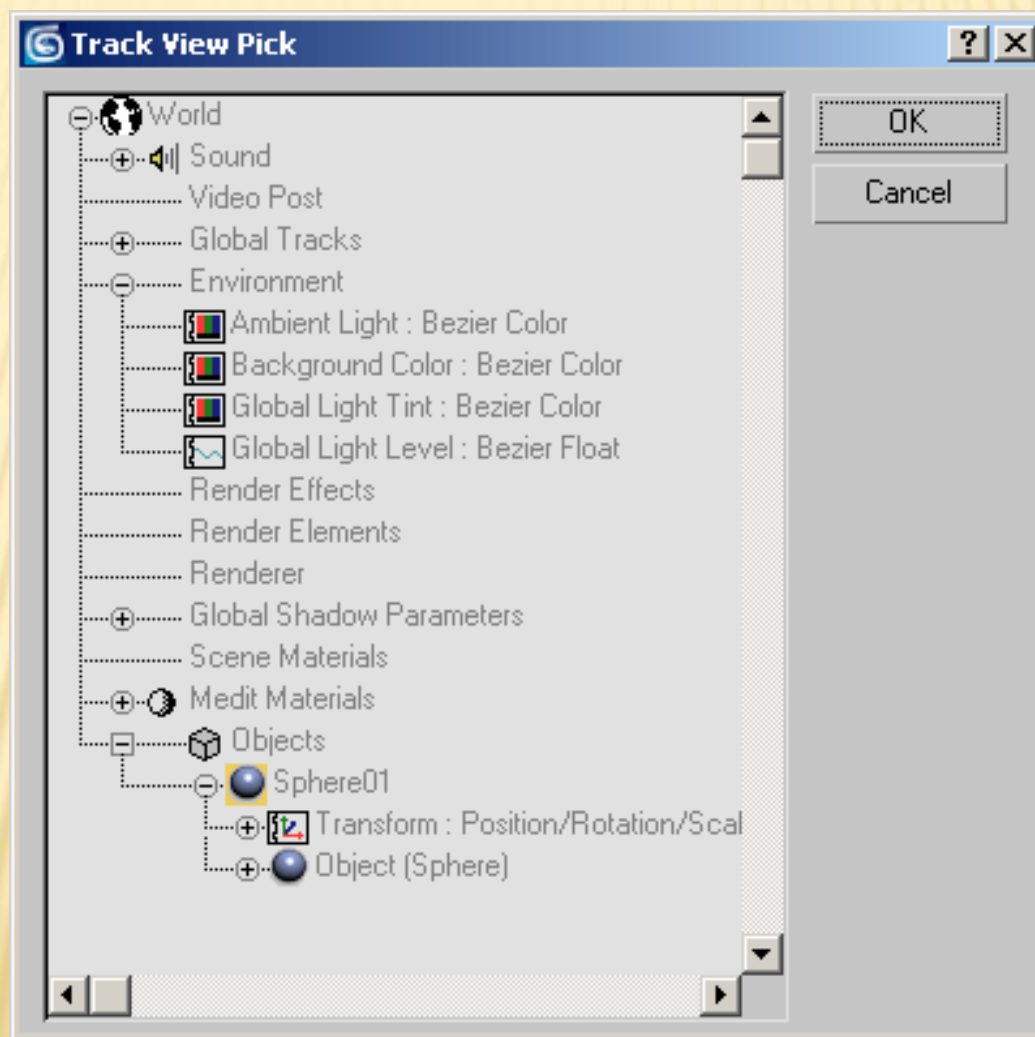 Track View Pick
World
Sound
Video Post
Global Tracks
Environment
Ambient Light : Bezier Color
Background Color : Bezier Color
Global Light Tint : Bezier Color
Global Light Level : Bezier Float
Render Effects
Render Elements
Renderer
Global Shadow Parameters
Scene Materials
Medit Materials
Objects
Sphere01
Transform : Position/Rotation/Scal
Object (Sphere)
OK
Cancel